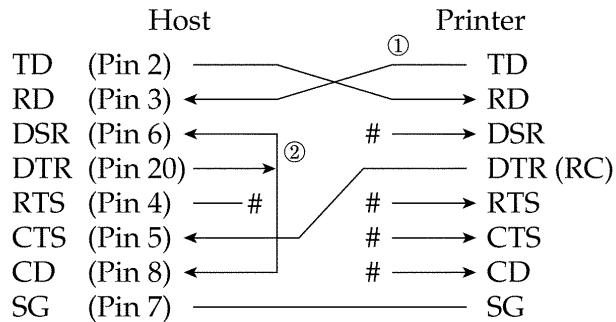 Host Printer
TD (Pin 2) ① TD
RD (Pin 3) RD
DSR (Pin 6) # DSR
DTR (Pin 20) ② DTR (RC)
RTS (Pin 4) # # RTS
CTS (Pin 5) # CTS
CD (Pin 8) # CD
SG (Pin 7) SG